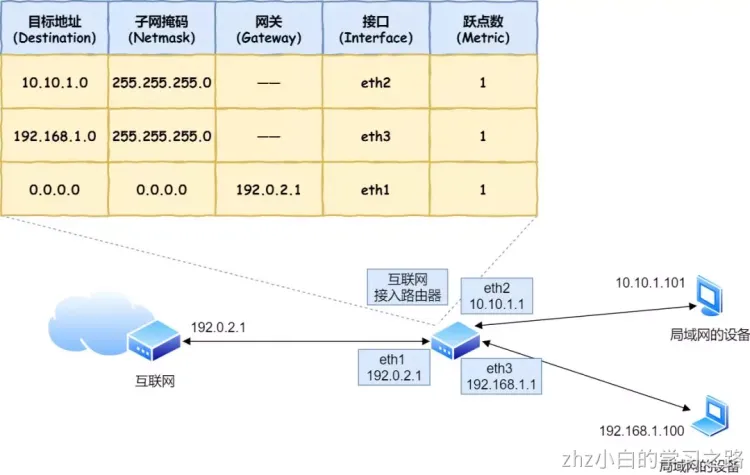 目标地址 子网掩码 网关 接口 跃点数
(Destination) (Netmask) (Gateway) (Interface) (Metric)
10.10.1.0 255.255.255.0 —— eth2 1
192.168.1.0 255.255.255.0 —— eth3 1
0.0.0.0 0.0.0.0 192.0.2.1 eth1 1
互联网
接入路由器
eth2
10.10.1.1
10.10.1.101
局域网的设备
192.0.2.1
互联网
eth1
192.0.2.1
eth3
192.168.1.1
192.168.1.100
局域网的设备
zhz小白的学习之路